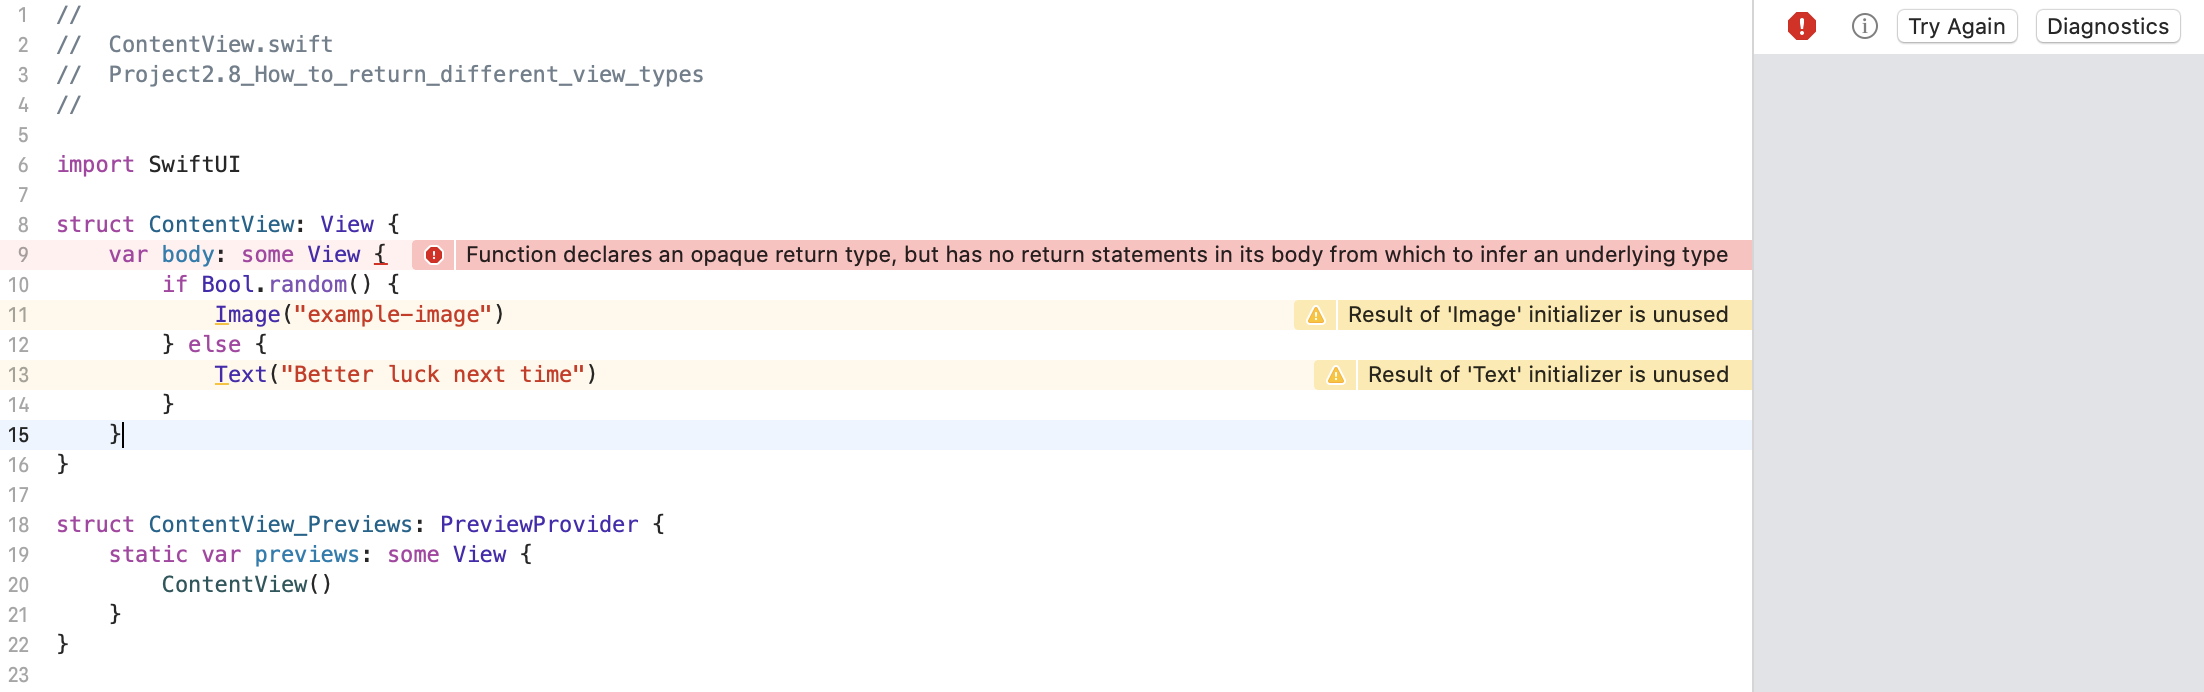 1 //
2 //  ContentView.swift
3 //  Project2.8_How_to_return_different_view_types
4 //
5
6 import SwiftUI
7
8 struct ContentView: View {
9     var body: some View { Function declares an opaque return type, but has no return statements in its body from which to infer an underlying type
10         if Bool.random() {
11             Image("example-image") Result of 'Image' initializer is unused
12         } else {
13             Text("Better luck next time") Result of 'Text' initializer is unused
14         }
15     }
16 }
17
18 struct ContentView_Previews: PreviewProvider {
19     static var previews: some View {
20         ContentView()
21     }
22 }
23
Try Again
Diagnostics